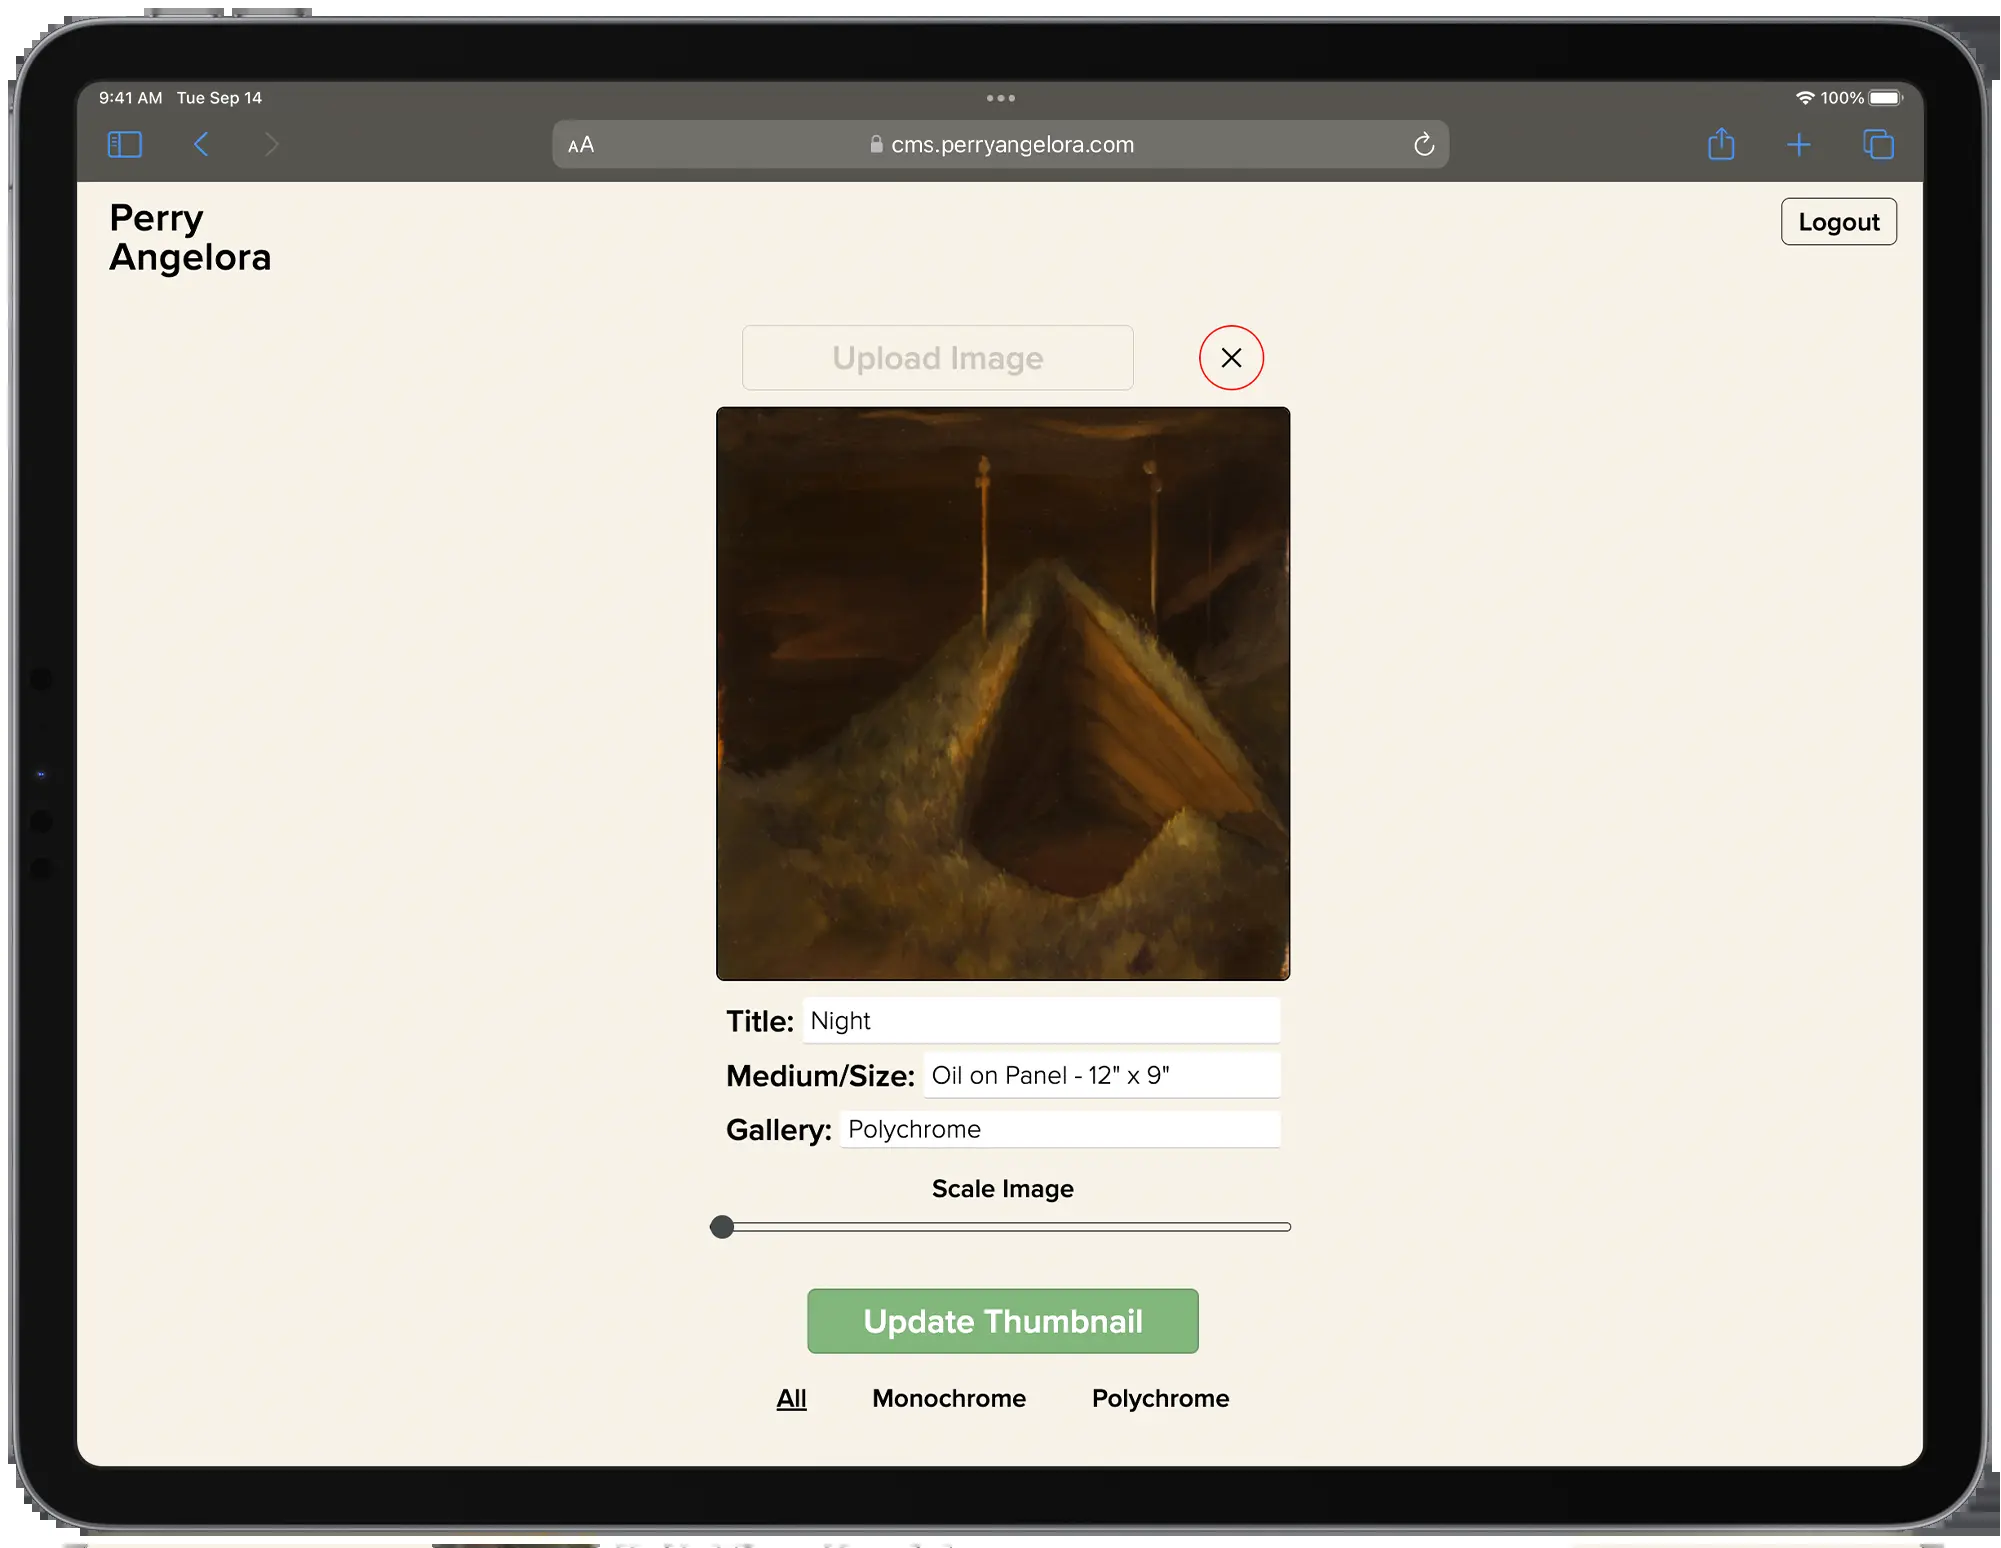 9:41 AM Tue Sep 14
100%
AA
cms.perryangelora.com
Perry
Angelora
Logout
Upload Image
Title: Night
Medium/Size: Oil on Panel - 12" x 9"
Gallery: Polychrome
Scale Image
Update Thumbnail
All Monochrome Polychrome